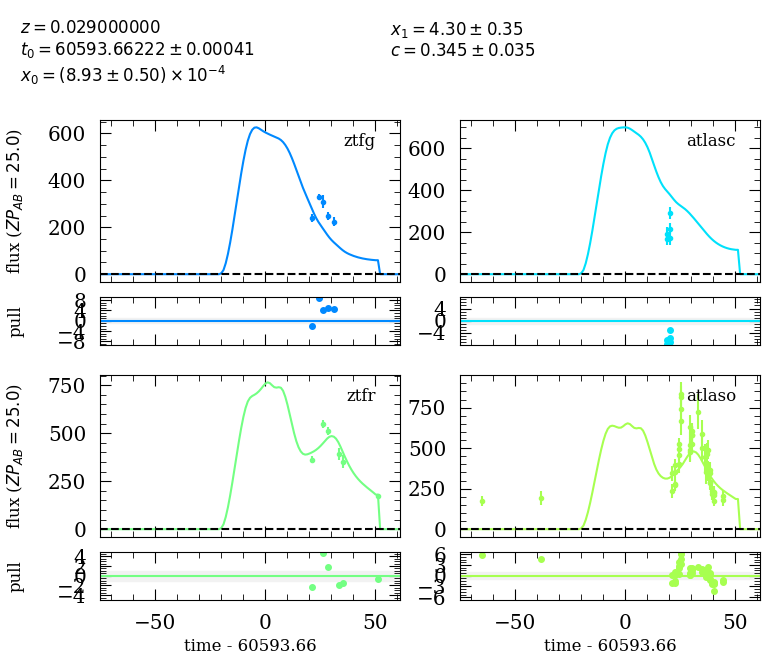 z = 0.029000000
t₀ = 60593.66222 ± 0.00041
x₀ = (8.93 ± 0.50) × 10⁻⁴
x₁ = 4.30 ± 0.35
c = 0.345 ± 0.035
flux (ZP_AB = 25.0)
600
400
200
0
ztfg
600
400
200
0
atlasc
pull
8
4
0
−4
−8
4
0
−4
flux (ZP_AB = 25.0)
750
500
250
0
ztfr
750
500
250
0
atlaso
pull
4
2
0
−2
−4
6
3
0
−3
−6
−50
0
50
−50
0
50
time - 60593.66
time - 60593.66